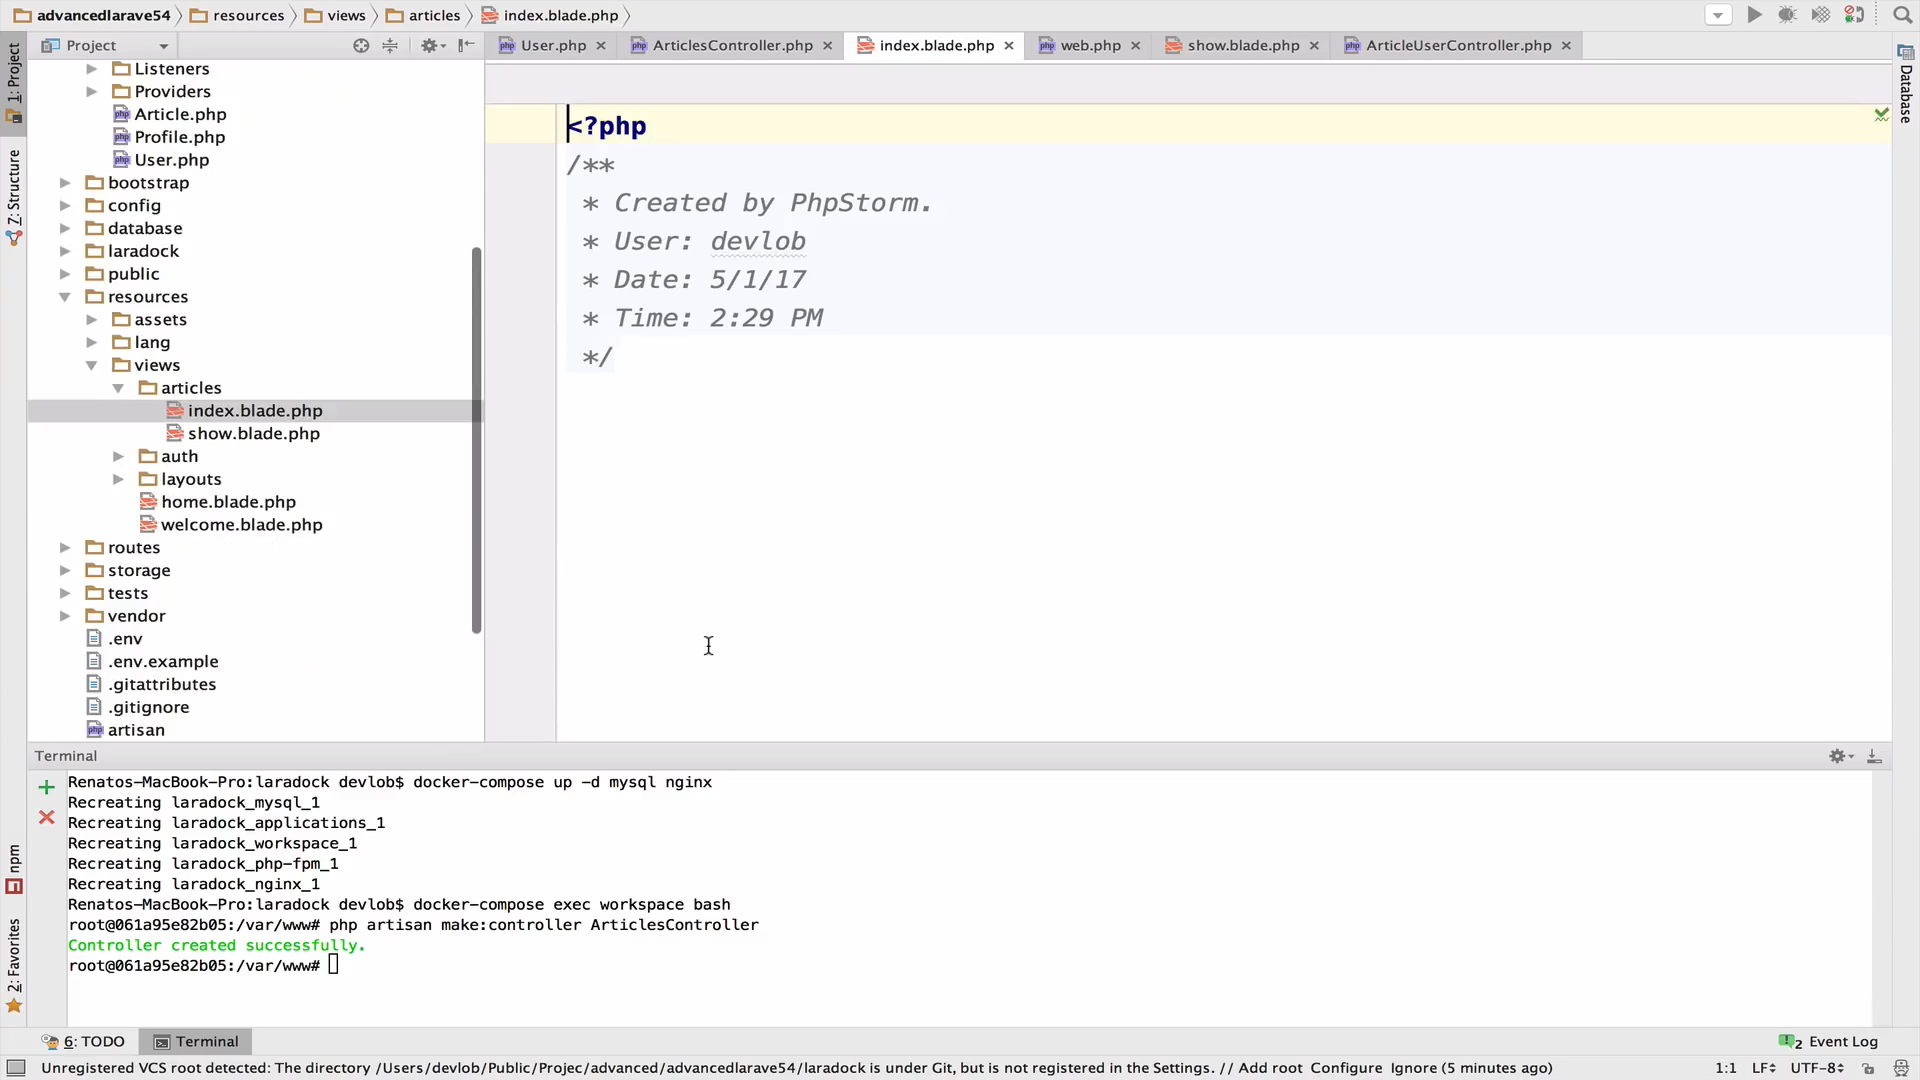 advancedlarave54 resources views articles index.blade.php
Project
User.php ArticlesController.php index.blade.php web.php show.blade.php ArticleUserController.php
1: Project
Z: Structure
npm
2: Favorites
Database
Listeners
Providers
Article.php
Profile.php
User.php
bootstrap
config
database
laradock
public
resources
assets
lang
views
articles
index.blade.php
show.blade.php
auth
layouts
home.blade.php
welcome.blade.php
routes
storage
tests
vendor
.env
.env.example
.gitattributes
.gitignore
artisan
<?php
/**
* Created by PhpStorm.
* User: devlob
* Date: 5/1/17
* Time: 2:29 PM
*/
Terminal
Renatos-MacBook-Pro:laradock devlob$ docker-compose up -d mysql nginx
Recreating laradock_mysql_1
Recreating laradock_applications_1
Recreating laradock_workspace_1
Recreating laradock_php-fpm_1
Recreating laradock_nginx_1
Renatos-MacBook-Pro:laradock devlob$ docker-compose exec workspace bash
root@061a95e82b05:/var/www# php artisan make:controller ArticlesController
Controller created successfully.
root@061a95e82b05:/var/www#
6: TODO Terminal 2 Event Log
Unregistered VCS root detected: The directory /Users/devlob/Public/Projec/advanced/advancedlarave54/laradock is under Git, but is not registered in the Settings. // Add root Configure Ignore (5 minutes ago) 1:1 LF UTF-8